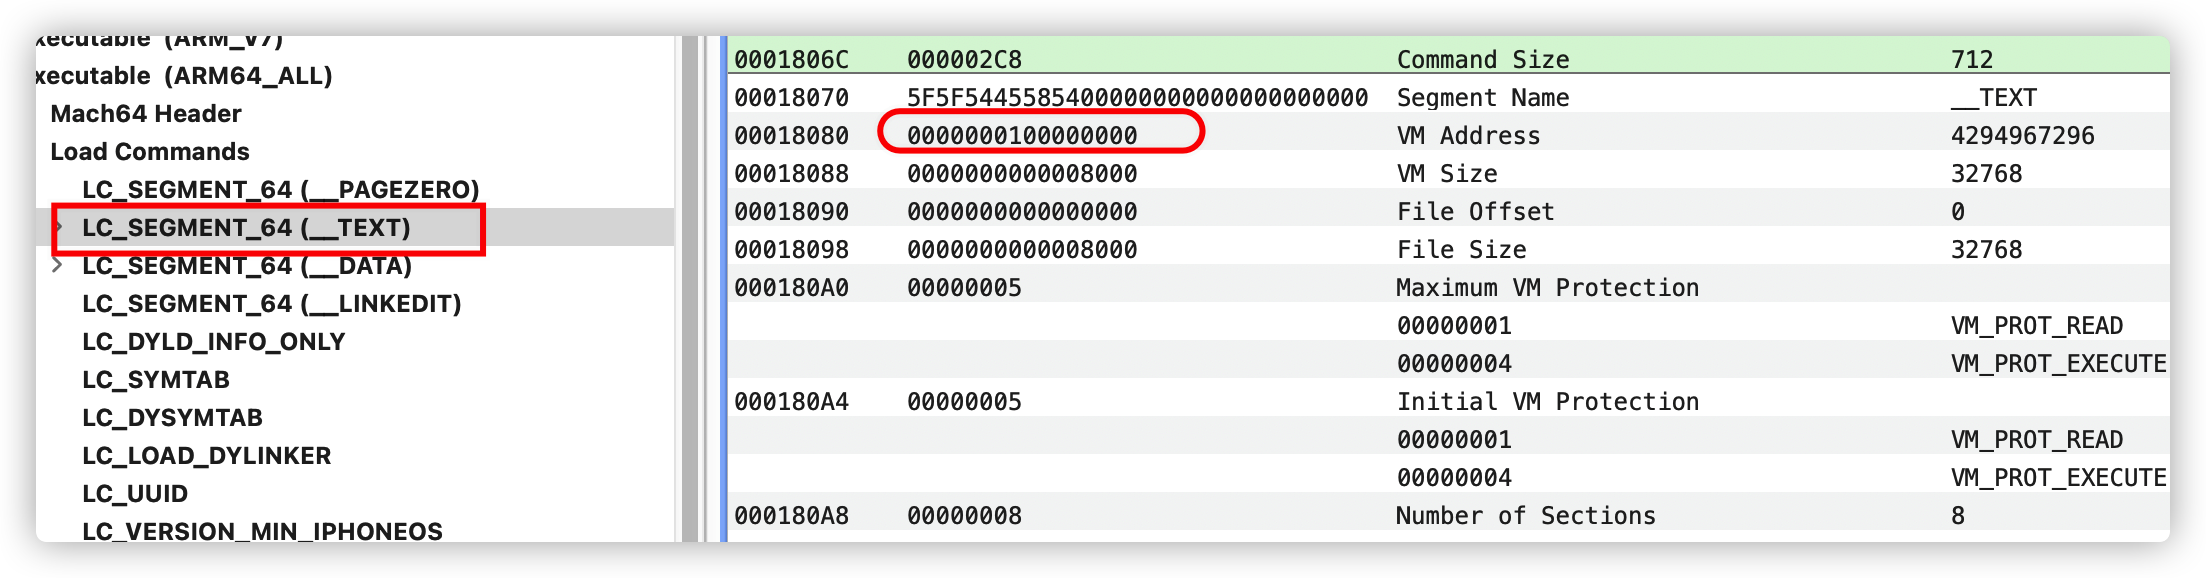 xecutable (ARM_V7)
xecutable (ARM64_ALL)
Mach64 Header
Load Commands
LC_SEGMENT_64 (__PAGEZERO)
LC_SEGMENT_64 (__TEXT)
LC_SEGMENT_64 (__DATA)
LC_SEGMENT_64 (__LINKEDIT)
LC_DYLD_INFO_ONLY
LC_SYMTAB
LC_DYSYMTAB
LC_LOAD_DYLINKER
LC_UUID
LC_VERSION_MIN_IPHONEOS
0001806C 000002C8 Command Size 712
00018070 5F5F5445585400000000000000000000 Segment Name __TEXT
00018080 0000000100000000 VM Address 4294967296
00018088 0000000000008000 VM Size 32768
00018090 0000000000000000 File Offset 0
00018098 0000000000008000 File Size 32768
000180A0 00000005 Maximum VM Protection
00000001 VM_PROT_READ
00000004 VM_PROT_EXECUTE
000180A4 00000005 Initial VM Protection
00000001 VM_PROT_READ
00000004 VM_PROT_EXECUTE
000180A8 00000008 Number of Sections 8